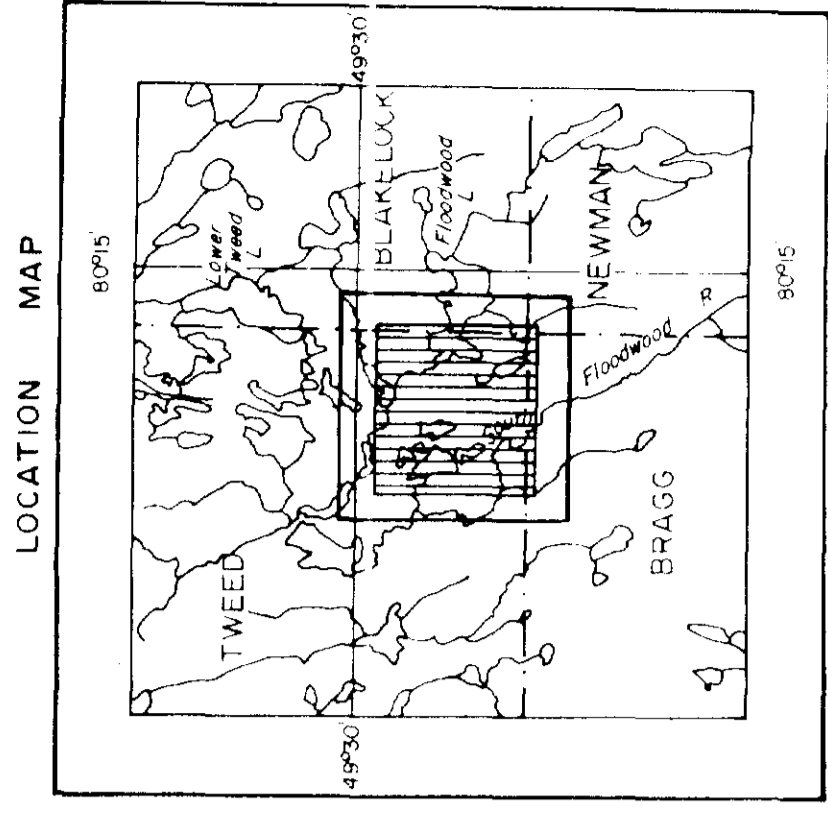 LOCATION MAP
80°15'
49°30'
Lower
Tweed
L
TWEED
BLAKELOCK
Floodwood
L
49°30'
NEWMAN
Floodwood R
BRAGG
80°15'